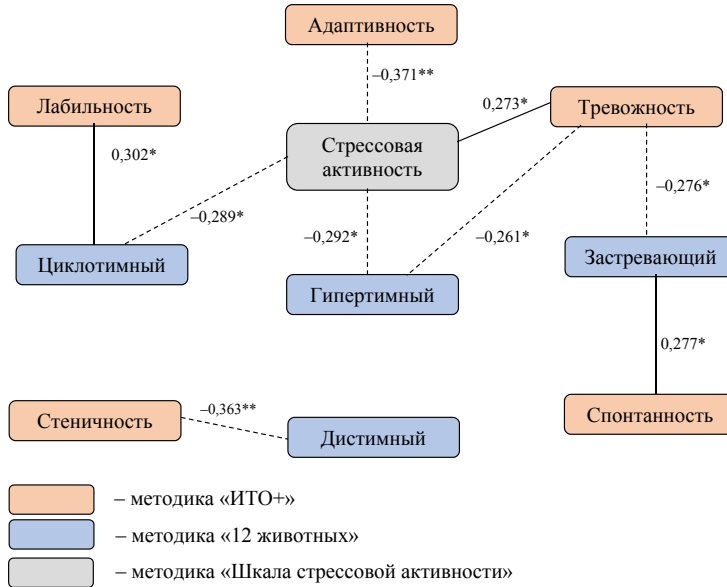 Адаптивность
–0,371**
Лабильность
0,273*
Тревожность
Стрессовая
активность
0,302*
–0,276*
–0,289*
–0,292*
–0,261*
Циклотимный
Гипертимный
Застревающий
0,277*
Стеничность
–0,363**
Дистимный
Спонтанность
– методика «ИТО+»
– методика «12 животных»
– методика «Шкала стрессовой активности»